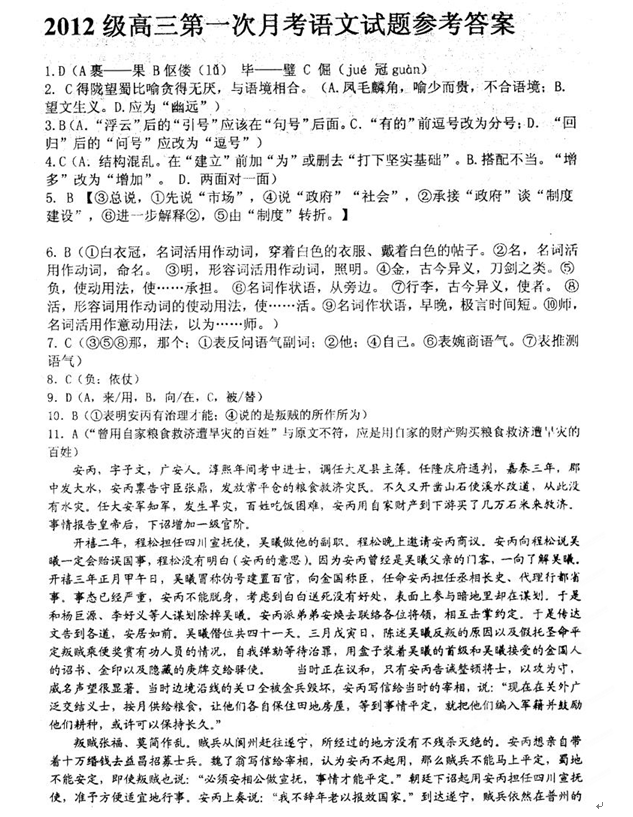 2012级高三第一次月考语文试题参考答案
1.D（A裹——果 B伛偻（lǚ） 毕——璧 C 倔（jué 冠guàn）
2. C得陇望蜀比喻贪得无厌，与语境相合。（A.凤毛麟角，喻少而贵，不合语境；B.
望文生义。D.应为“幽远”）
3.B（A.“浮云”后的“引号”应该在“句号”后面。C.“有的”前逗号改为分号；D. “回
归”后的“问号”应改为“逗号”）
4.C（A．结构混乱。在“建立”前加“为”或删去“打下坚实基础”。B.搭配不当。“增
多”改为“增加”。 D．两面对一面）
5. B【③总说，①先说“市场”，④说“政府”“社会”，②承接“政府”谈“制度
建设”，⑥进一步解释②，⑤由“制度”转折。】
6. B（①白衣冠，名词活用作动词，穿着白色的衣服、戴着白色的帖子。②名，名词活
用作动词，命名。 ③明，形容词活用作动词，照明。④金，古今异义，刀剑之类。⑤
负，使动用法，使……承担。 ⑥名词作状语，从旁边。 ⑦行李，古今异义，使者。 ⑧
活，形容词用作动词的使动用法，使……活。⑨名词作状语，早晚，极言时间短。⑩师，
名词活用作意动用法，以为……师。）
7. C（③⑤⑧那，那个；①表反问语气副词；②他；④自己。⑥表婉商语气。⑦表推测
语气）
8. C（负：依仗）
9. D（A，来/用，B，向/在，C，被/替）
10. B（①表明安丙有治理才能；④说的是叛贼的所作所为）
11. A（“曾用自家粮食救济遭旱灾的百姓”与原文不符，应是用自家的财产购买粮食救济遭旱灾的
百姓）
安丙，字子文，广安人。淳熙年间考中进士，调任大足县主薄。任隆庆府通判，嘉泰三年，郡
中发大水，安丙禀告守臣张鼎，发放常平仓的粮食救济灾民。不久又开凿山石使溪水改道，从此没
有水灾。任大安军知军，发生旱灾，百姓吃饭困难，安丙用自家财产到下游买了几万石米来救济。
事情报告皇帝后，下诏增加一级官阶。
开禧二年，程松担任四川宣抚使，吴曦做他的副职。程松晚上邀请安丙商议。安丙向程松说吴
曦一定会贻误国事，程松没有明白（安丙的意思）。因为安丙曾经是吴曦父亲的门客，一向了解吴曦。
开禧三年正月甲午日，吴曦冒称伪号建置百官，向金国称臣，任命安丙担任丞相长史、代理行都省
事。事态已经严重，安丙不能脱身，考虑到白白送死没有好处，表面上参与暗地里却在谋划。于是
和杨巨源、李好义等人谋划除掉吴曦。安丙派弟弟安焕去联络各位将领，相互击掌约定。于是传达
文告到各道，安居如前。吴曦僭位共四十一天。三月戊寅日，陈述吴曦反叛的原因以及假托圣命平
定叛贼乘便奖赏有功人员的情况，自我弹劾等待治罪，用盒子装着吴曦的首级和吴曦接受的金国人
的诏书、金印以及隐藏的庚牌交给驿使。 当时正在议和，只有安丙告诫整顿将士，以攻为守，
威名声望很显著。当时边境沿线的关口全被金兵毁坏，安丙写信给当时的宰相，说：“现在在关外广
泛交结义士，按月供给粮食，让他们各自保住田地房屋，等到事情平定，就把他们编入军籍并鼓励
他们耕种，或许可以保持长久。”
叛贼张福、莫简作乱。贼兵从阆州赶往遂宁，所经过的地方没有不残杀灭绝的。安丙想亲自带
着十万缗钱去益昌招募士兵。魏了翁写信给宰相，认为安丙不起用，那么贼兵不能马上平定，蜀地
不能安定，即使叛贼也说：“必须安相公做宣抚，事情才能平定。”朝廷下诏起用安丙担任四川宣抚
使，准予方便适宜地行事。安丙上奏说：“我不辞年老以报效国家。”到达遂宁，贼兵依然在普州的